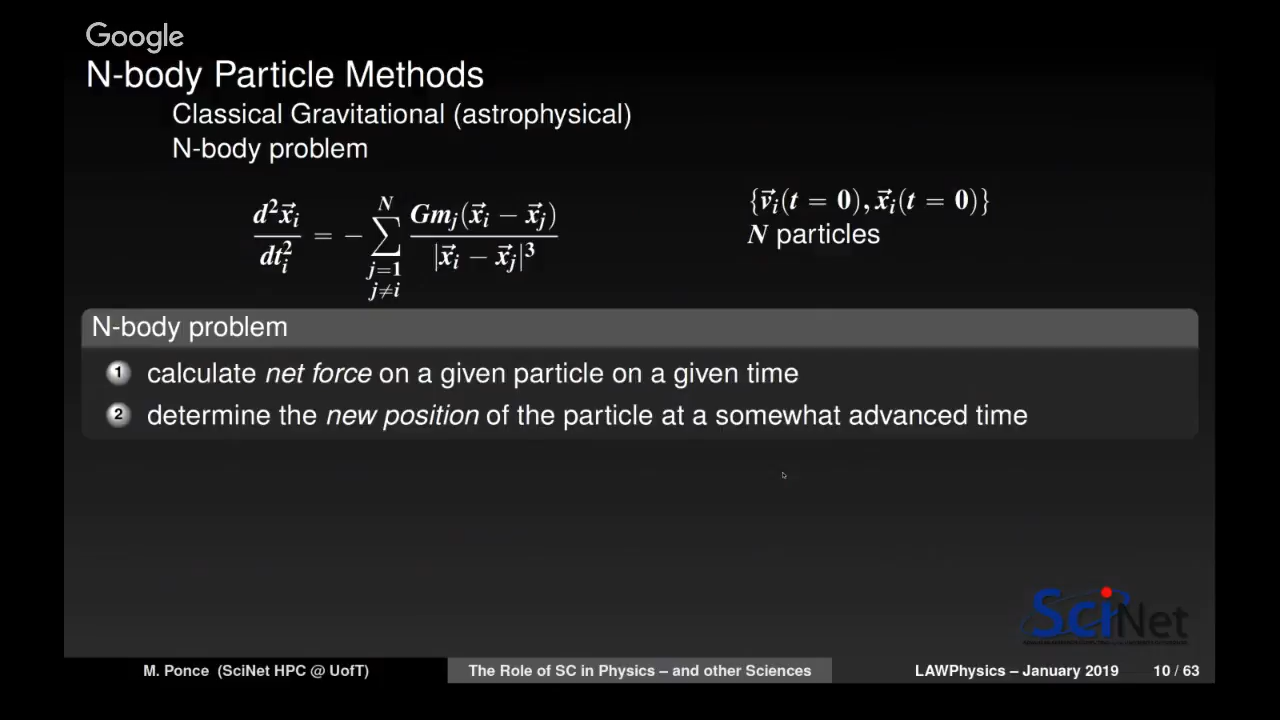 Google
N-body Particle Methods
Classical Gravitational (astrophysical)
N-body problem
d²x⃗ᵢ/dtᵢ² = − ∑_{j=1, j≠i}^{N} Gmⱼ(x⃗ᵢ − x⃗ⱼ)/|x⃗ᵢ − x⃗ⱼ|³
{v⃗ᵢ(t = 0), x⃗ᵢ(t = 0)}
N particles
N-body problem
1 calculate net force on a given particle on a given time
2 determine the new position of the particle at a somewhat advanced time
SciNet
M. Ponce (SciNet HPC @ UofT)
The Role of SC in Physics – and other Sciences
LAWPhysics – January 2019
10 / 63